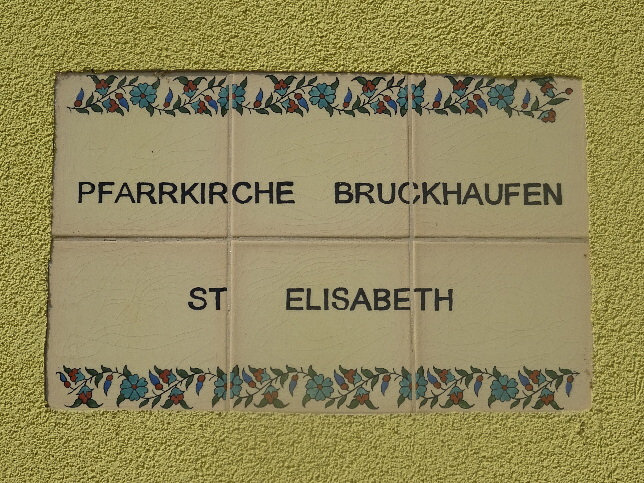 PFARRKIRCHE BRUCKHAUFEN
ST ELISABETH